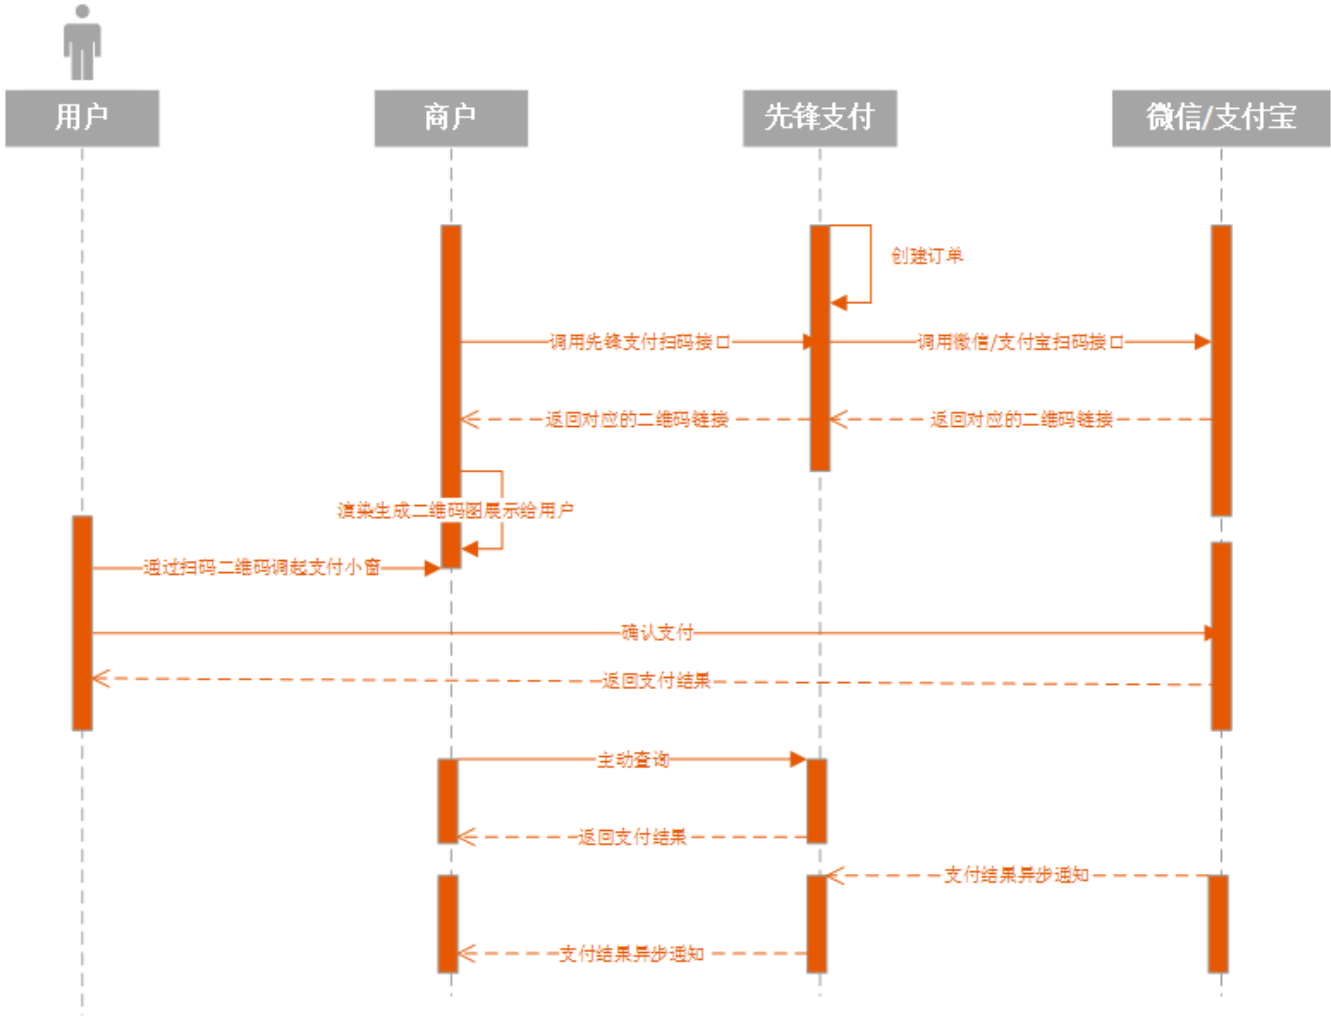 用户
商户
先锋支付
微信/支付宝
创建订单
调用先锋支付扫码接口
调用微信/支付宝扫码接口
返回对应的二维码链接
返回对应的二维码链接
渲染生成二维码图展示给用户
通过扫码二维码调起支付小窗
确认支付
返回支付结果
主动查询
返回支付结果
支付结果异步通知
支付结果异步通知